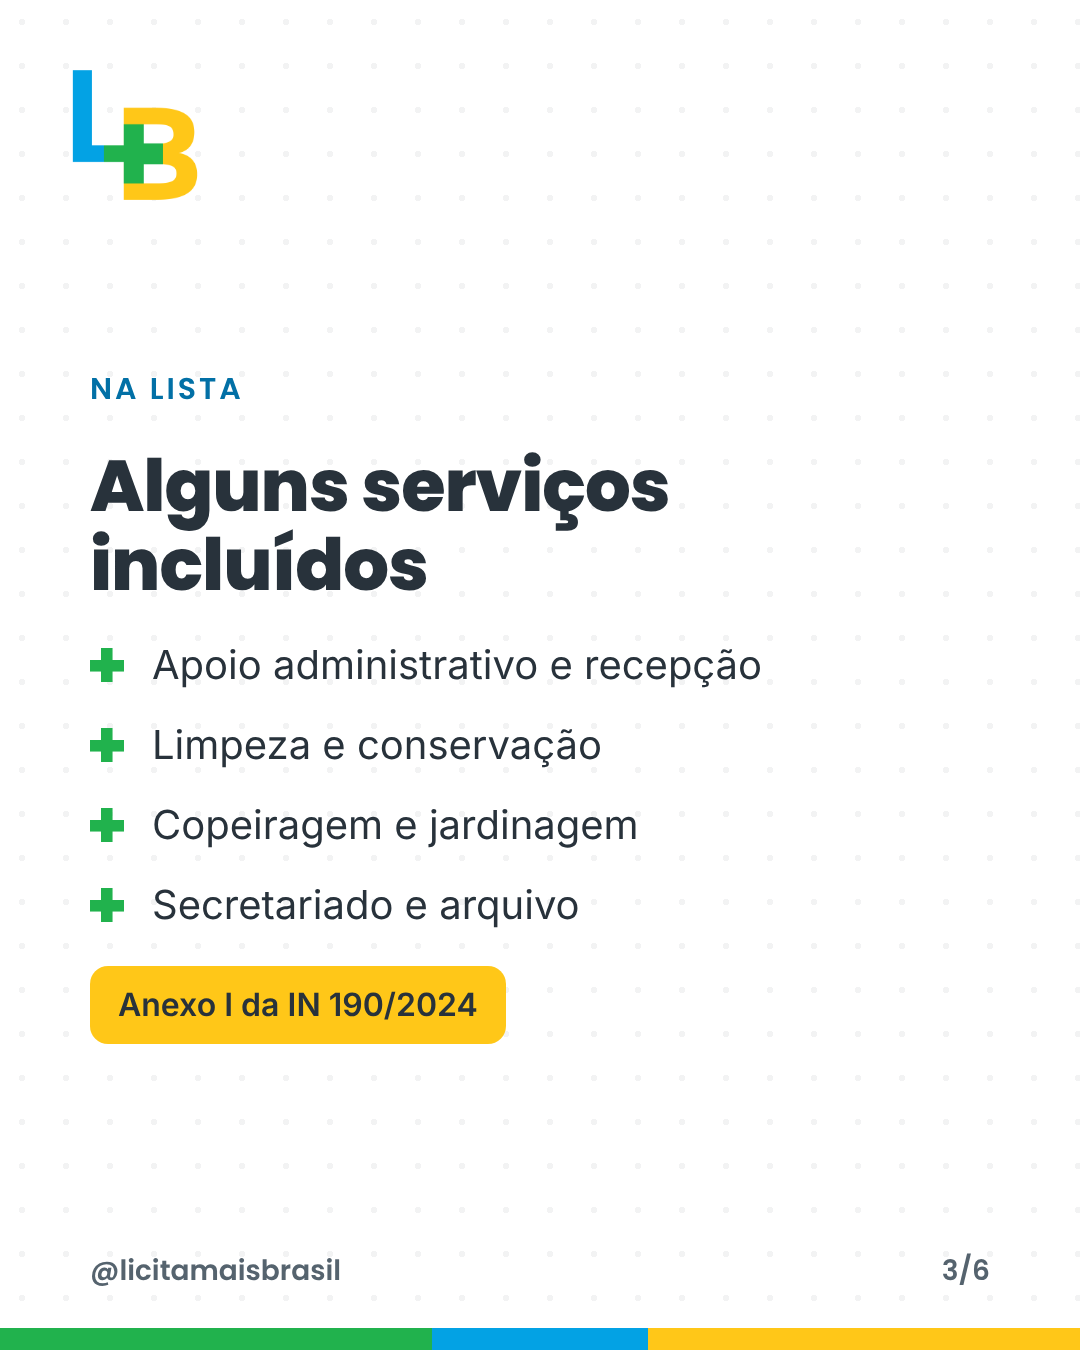 L+B
NA LISTA
Alguns serviços
incluídos
Apoio administrativo e recepção
Limpeza e conservação
Copeiragem e jardinagem
Secretariado e arquivo
Anexo I da IN 190/2024
@licitamaisbrasil
3/6